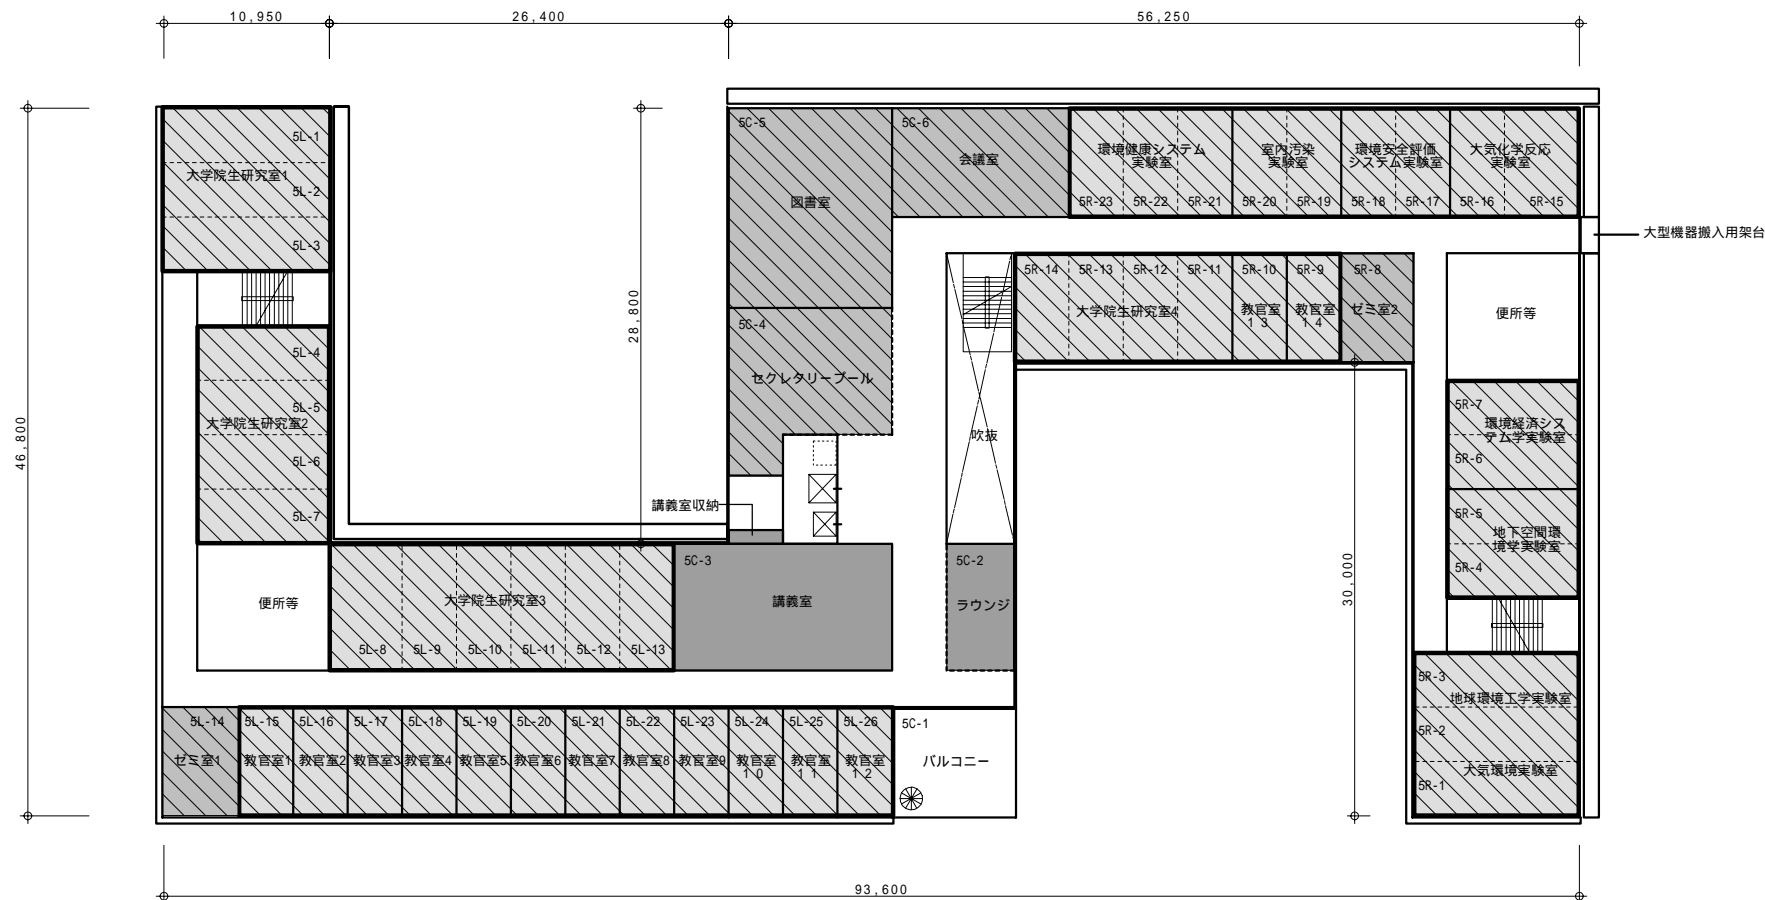 10,950
26,400
56,250
46,800
28,800
30,000
93,600
5L-1
大学院生研究室1
5L-2
5L-3
5L-4
5L-5
大学院生研究室2
5L-6
5L-7
便所等
5C-5
図書室
5C-4
セクレタリープール
講義室収納
5C-6
会議室
環境健康システム
実験室
5R-23
5R-22
5R-21
室内汚染
実験室
5R-20
5R-19
環境安全評価
システム実験室
5R-18
5R-17
大気化学反応
実験室
5R-16
5R-15
大型機器搬入用架台
5R-14
5R-13
5R-12
5R-11
大学院生研究室4
5R-10
教官室
13
5R-9
教官室
14
5R-8
ゼミ室2
便所等
吹抜
5R-7
環境経済シス
テム学実験室
5R-6
5R-5
地下空間環
境学実験室
5R-4
5R-3
地球環境工学実験室
5R-2
大気環境実験室
5R-1
大学院生研究室3
5L-8
5L-9
5L-10
5L-11
5L-12
5L-13
5C-3
講義室
5C-2
ラウンジ
5L-14
ゼミ室1
5L-15
教官室1
5L-16
教官室2
5L-17
教官室3
5L-18
教官室4
5L-19
教官室5
5L-20
教官室6
5L-21
教官室7
5L-22
教官室8
5L-23
教官室9
5L-24
教官室
10
5L-25
教官室
11
5L-26
教官室
12
5C-1
バルコニー